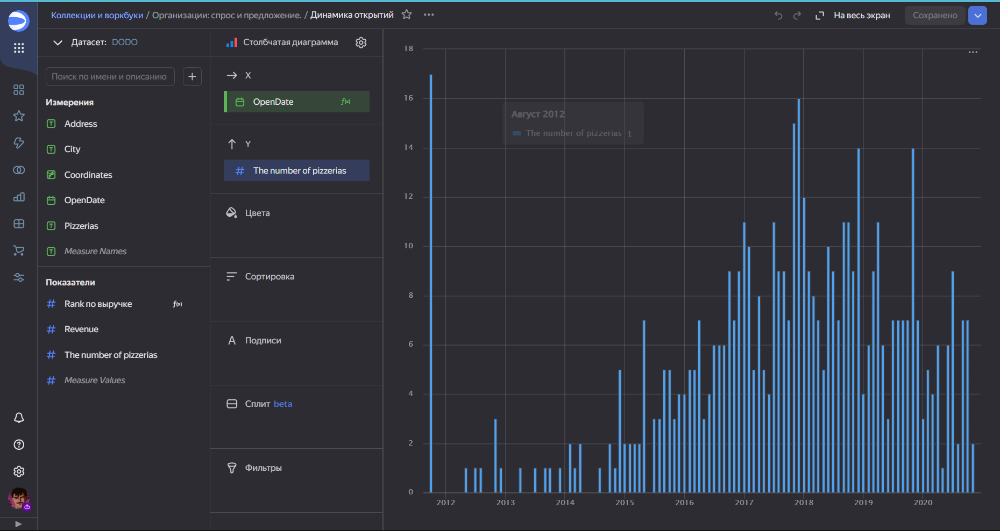 Коллекции и воркбуки / Организации: спрос и предложение. / Динамика открытий
На весь экран
Сохранено
Датасет: DODO
Поиск по имени и описанию
Измерения
Address
City
Coordinates
OpenDate
Pizzerias
Measure Names
Показатели
Rank по выручке f(x)
Revenue
The number of pizzerias
Measure Values
Столбчатая диаграмма
X
OpenDate f(x)
Y
The number of pizzerias
Цвета
Сортировка
Подписи
Сплит beta
Фильтры
18
16
14
12
10
8
6
4
2
0
Август 2012
The number of pizzerias 1
2012 2013 2014 2015 2016 2017 2018 2019 2020